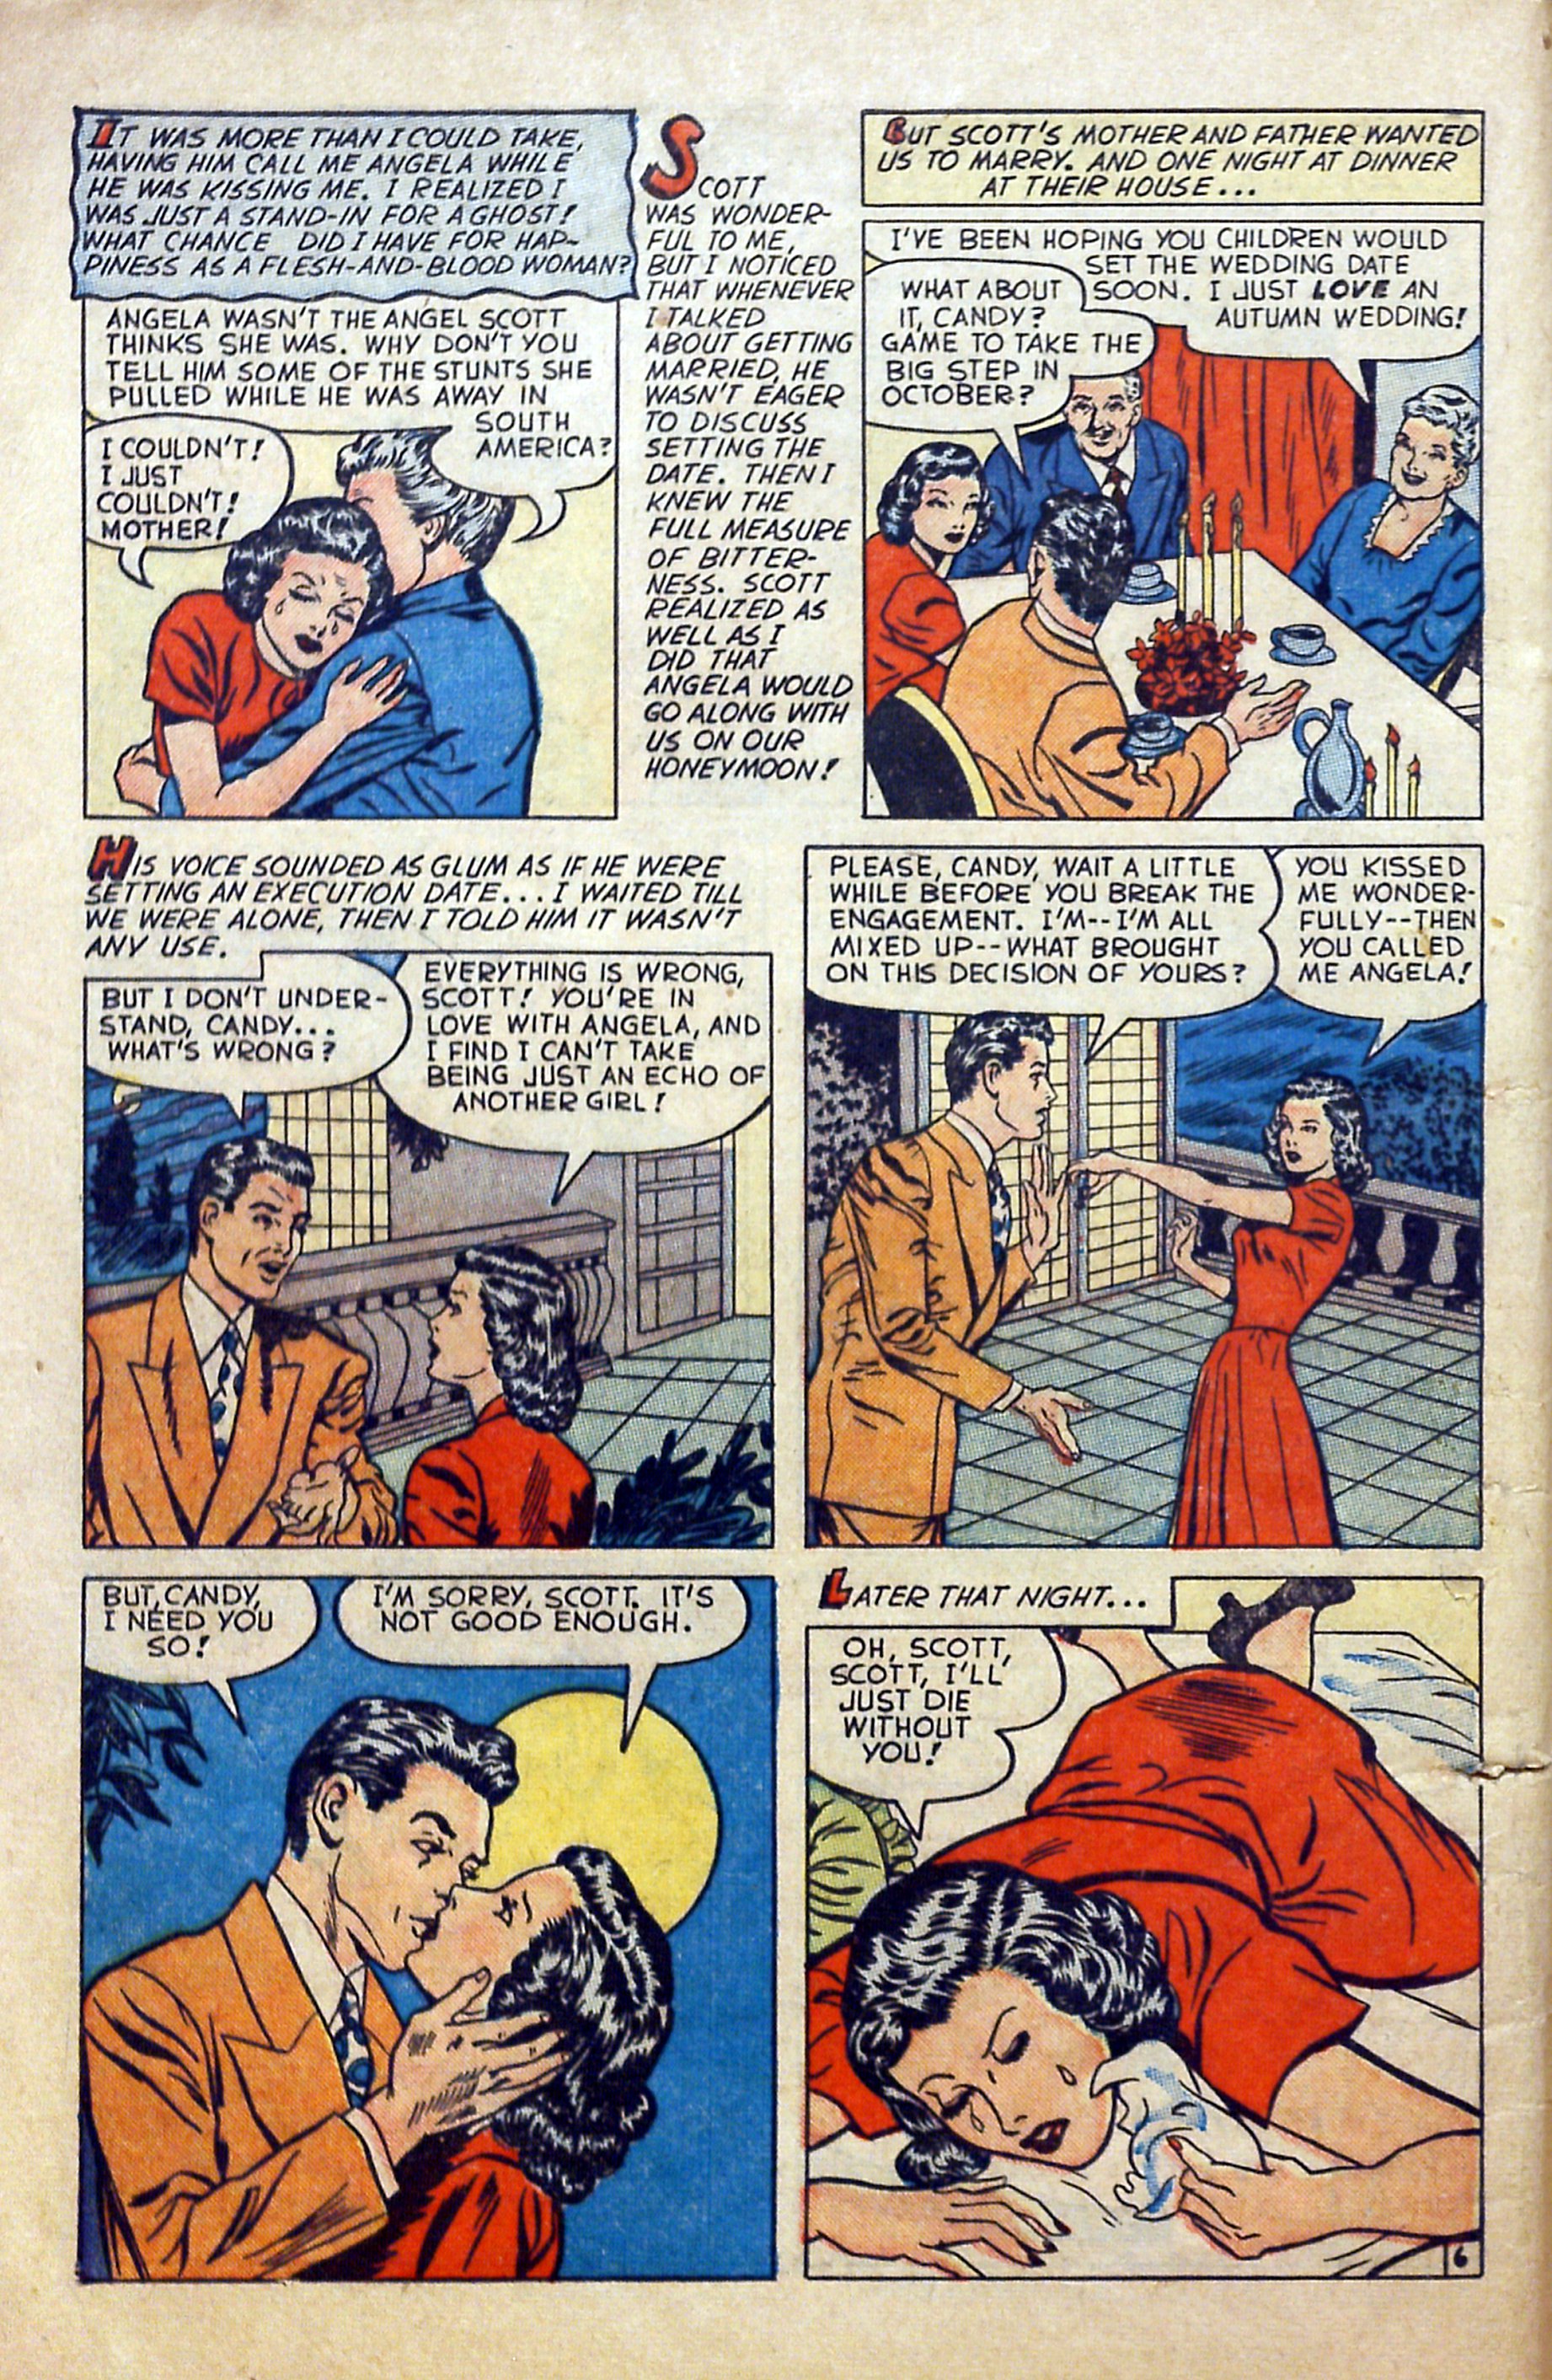 IT WAS MORE THAN I COULD TAKE,
HAVING HIM CALL ME ANGELA WHILE
HE WAS KISSING ME. I REALIZED I
WAS JUST A STAND-IN FOR A GHOST!
WHAT CHANCE DID I HAVE FOR HAP-
PINESS AS A FLESH-AND-BLOOD WOMAN?
ANGELA WASN'T THE ANGEL SCOTT
THINKS SHE WAS. WHY DON'T YOU
TELL HIM SOME OF THE STUNTS SHE
PULLED WHILE HE WAS AWAY IN
SOUTH
AMERICA?
I COULDN'T!
I JUST
COULDN'T!
MOTHER!
SCOTT
WAS WONDER-
FUL TO ME,
BUT I NOTICED
THAT WHENEVER
I TALKED
ABOUT GETTING
MARRIED, HE
WASN'T EAGER
TO DISCUSS
SETTING THE
DATE. THEN I
KNEW THE
FULL MEASURE
OF BITTER-
NESS. SCOTT
REALIZED AS
WELL AS I
DID THAT
ANGELA WOULD
GO ALONG WITH
US ON OUR
HONEYMOON!
BUT SCOTT'S MOTHER AND FATHER WANTED
US TO MARRY. AND ONE NIGHT AT DINNER
AT THEIR HOUSE...
I'VE BEEN HOPING YOU CHILDREN WOULD
SET THE WEDDING DATE
SOON. I JUST LOVE AN
AUTUMN WEDDING!
WHAT ABOUT
IT, CANDY?
GAME TO TAKE THE
BIG STEP IN
OCTOBER?
HIS VOICE SOUNDED AS GLUM AS IF HE WERE
SETTING AN EXECUTION DATE... I WAITED TILL
WE WERE ALONE, THEN I TOLD HIM IT WASN'T
ANY USE.
BUT I DON'T UNDER-
STAND, CANDY...
WHAT'S WRONG?
EVERYTHING IS WRONG,
SCOTT! YOU'RE IN
LOVE WITH ANGELA, AND
I FIND I CAN'T TAKE
BEING JUST AN ECHO OF
ANOTHER GIRL!
PLEASE, CANDY, WAIT A LITTLE
WHILE BEFORE YOU BREAK THE
ENGAGEMENT. I'M--I'M ALL
MIXED UP--WHAT BROUGHT
ON THIS DECISION OF YOURS?
YOU KISSED
ME WONDER-
FULLY--THEN
YOU CALLED
ME ANGELA!
BUT, CANDY,
I NEED YOU
SO!
I'M SORRY, SCOTT. IT'S
NOT GOOD ENOUGH.
LATER THAT NIGHT...
OH, SCOTT,
SCOTT, I'LL
JUST DIE
WITHOUT
YOU!
6